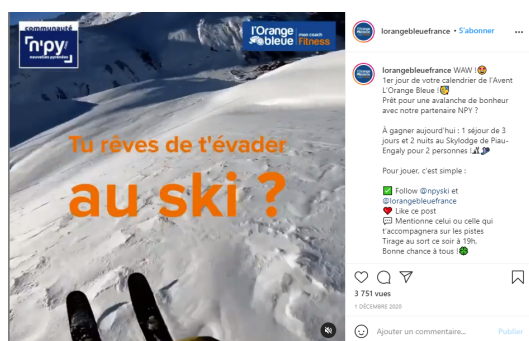 communauté
n'py
nouvelles pyrénées
l'Orange
bleue
mon coach
Fitness
Tu rêves de t'évader
au ski ?
lorangebleuefrance • S'abonner
lorangebleuefrance WAW !
1er jour de votre calendrier de l'Avent
L'Orange Bleue !
Prêt pour une avalanche de bonheur
avec notre partenaire NPY ?
À gagner aujourd'hui : 1 séjour de 3
jours et 2 nuits au Skylodge de Piau-
Engaly pour 2 personnes !
Pour jouer, c'est simple :
Follow @npyski et
@lorangebleuefrance
Like ce post
Mentionne celui ou celle qui
t'accompagnera sur les pistes
Tirage au sort ce soir à 19h.
Bonne chance à tous !
3 751 vues
1 DÉCEMBRE 2020
Ajouter un commentaire...
Publier